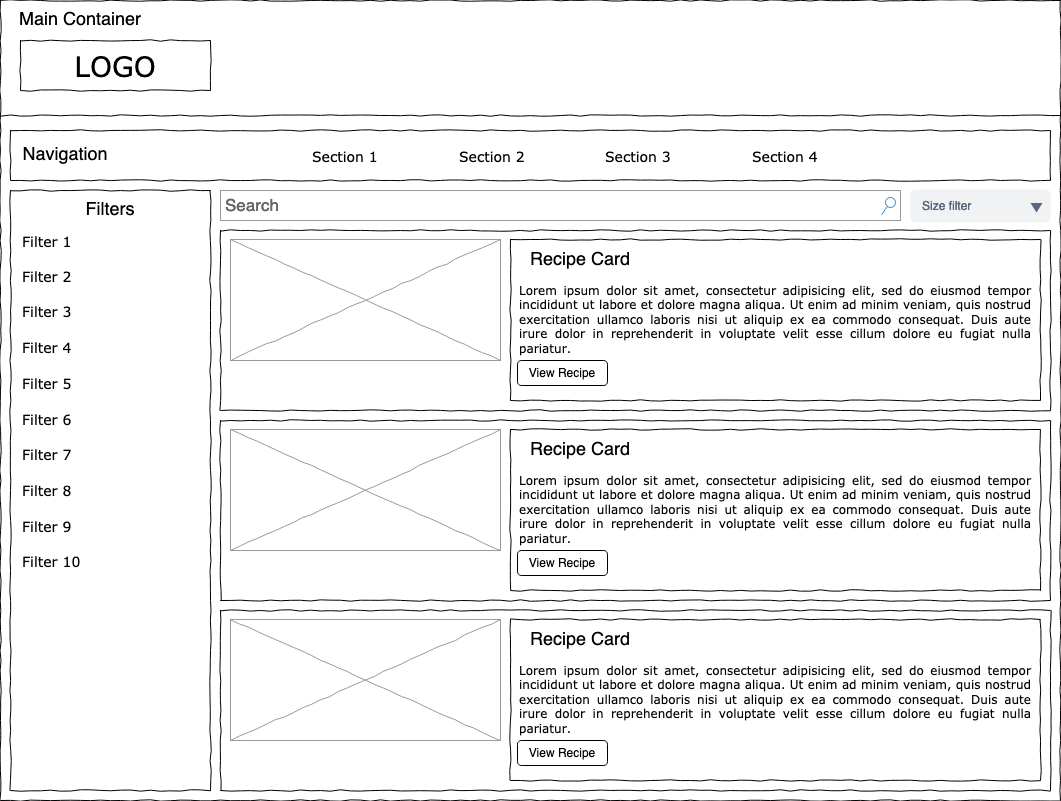 Main Container
LOGO
Navigation
Section 1
Section 2
Section 3
Section 4
Filters
Filter 1
Filter 2
Filter 3
Filter 4
Filter 5
Filter 6
Filter 7
Filter 8
Filter 9
Filter 10
Search
Size filter
Recipe Card
Lorem ipsum dolor sit amet, consectetur adipisicing elit, sed do eiusmod tempor
incididunt ut labore et dolore magna aliqua. Ut enim ad minim veniam, quis nostrud
exercitation ullamco laboris nisi ut aliquip ex ea commodo consequat. Duis aute
irure dolor in reprehenderit in voluptate velit esse cillum dolore eu fugiat nulla
pariatur.
View Recipe
Recipe Card
Lorem ipsum dolor sit amet, consectetur adipisicing elit, sed do eiusmod tempor
incididunt ut labore et dolore magna aliqua. Ut enim ad minim veniam, quis nostrud
exercitation ullamco laboris nisi ut aliquip ex ea commodo consequat. Duis aute
irure dolor in reprehenderit in voluptate velit esse cillum dolore eu fugiat nulla
pariatur.
View Recipe
Recipe Card
Lorem ipsum dolor sit amet, consectetur adipisicing elit, sed do eiusmod tempor
incididunt ut labore et dolore magna aliqua. Ut enim ad minim veniam, quis nostrud
exercitation ullamco laboris nisi ut aliquip ex ea commodo consequat. Duis aute
irure dolor in reprehenderit in voluptate velit esse cillum dolore eu fugiat nulla
pariatur.
View Recipe